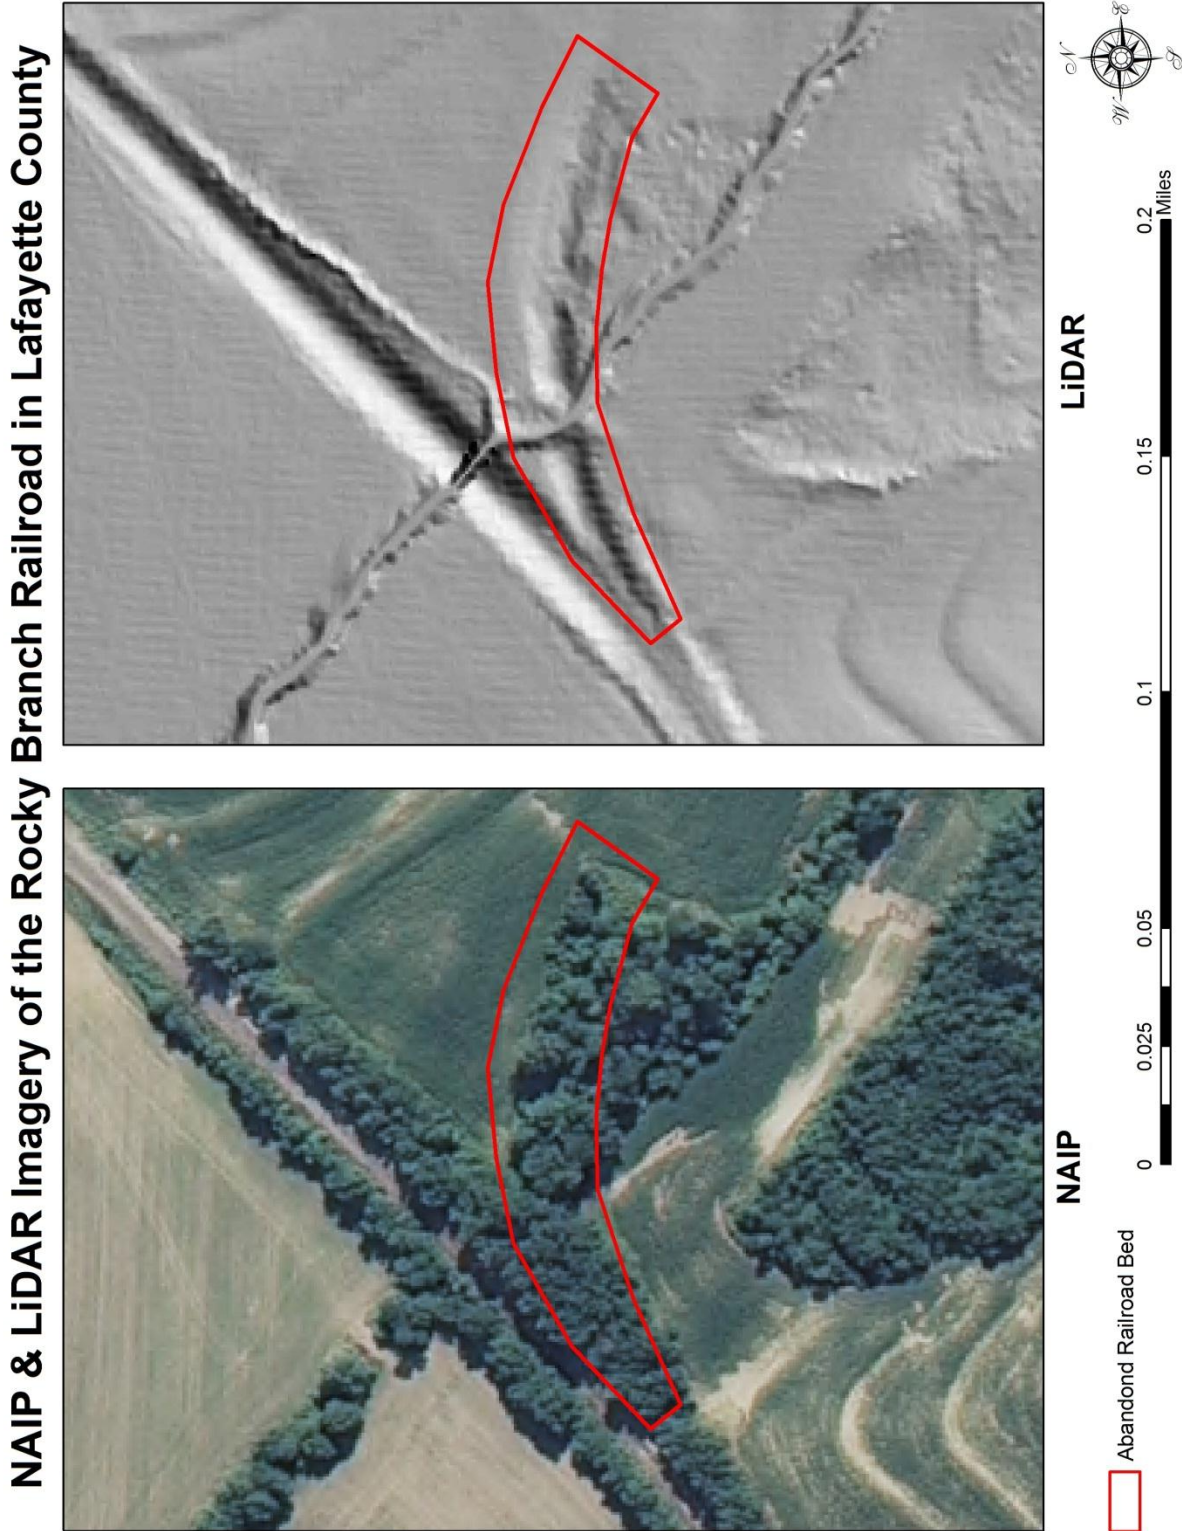 NAIP & LiDAR Imagery of the Rocky Branch Railroad in Lafayette County
NAIP
LiDAR
Abandond Railroad Bed
0 0.025 0.05 0.1 0.15 0.2
Miles
N
W E
S